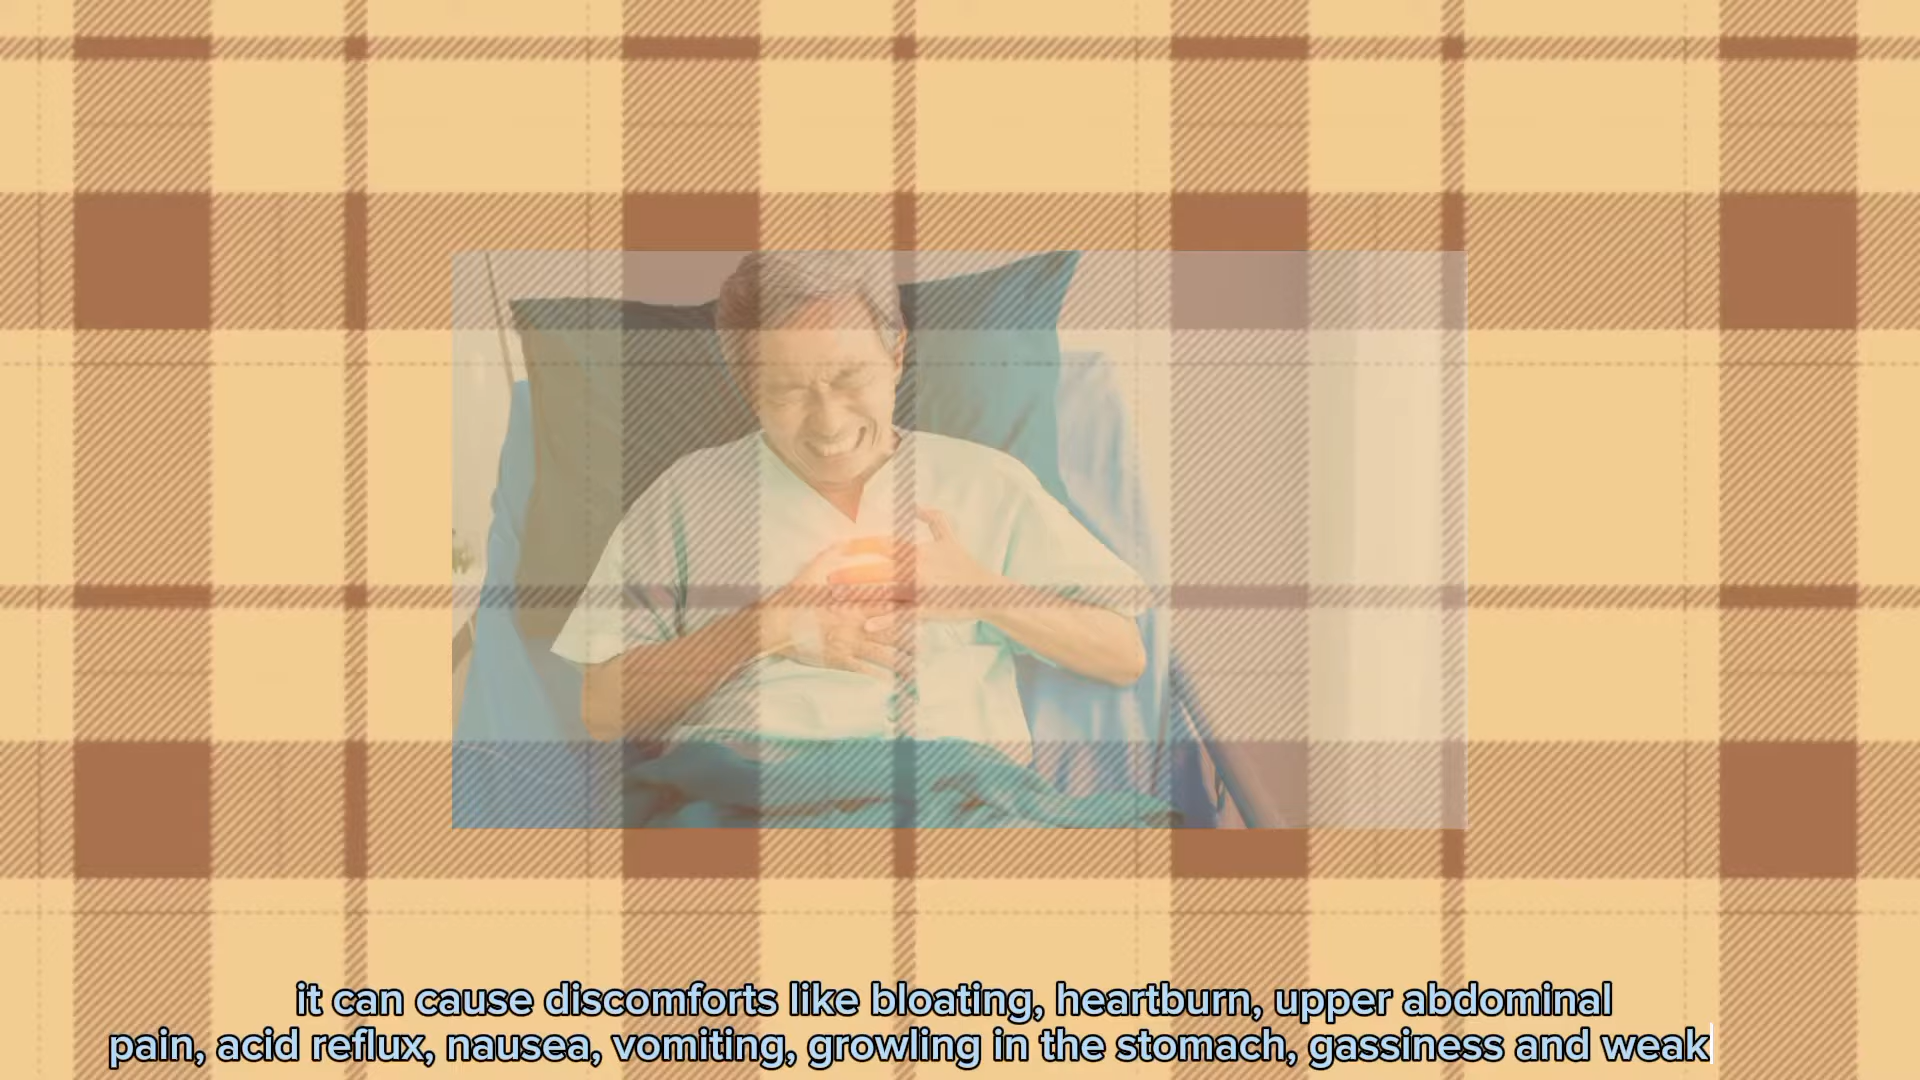 it can cause discomforts like bloating, heartburn, upper abdominal
pain, acid reflux, nausea, vomiting, growling in the stomach, gassiness and weak